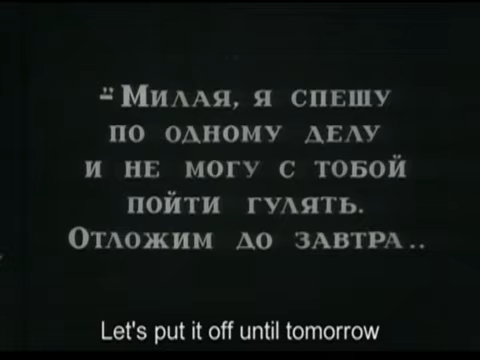 –"Милая, я спешу
по одному делу
и не могу с тобой
пойти гулять.
Отложим до завтра..
Let's put it off until tomorrow